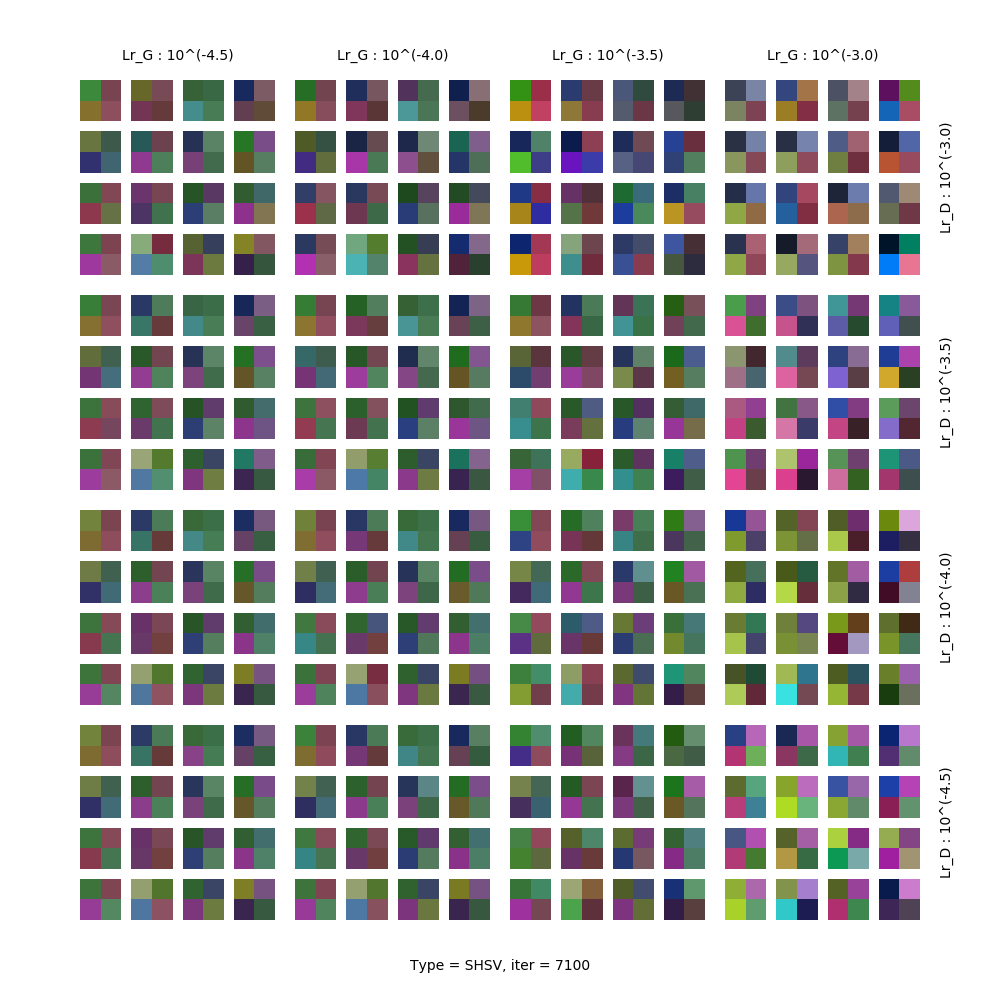 Lr_G : 10^(-4.5)
Lr_G : 10^(-4.0)
Lr_G : 10^(-3.5)
Lr_G : 10^(-3.0)
Lr_D : 10^(-3.0)
Lr_D : 10^(-3.5)
Lr_D : 10^(-4.0)
Lr_D : 10^(-4.5)
Type = SHSV, iter = 7100